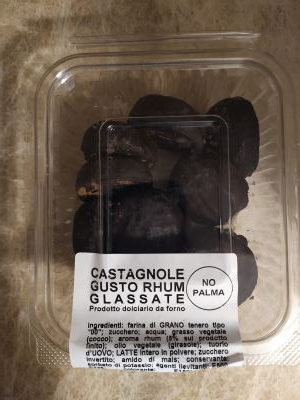 CASTAGNOLE
GUSTO RHUM
GLASSATE
NO
PALMA
Prodotto dolciario da forno
Ingredienti: farina di GRANO tenero tipo
"00"; zucchero; acqua; grasso vegetale
(cocco); aroma rhum (5% sul prodotto
finito); olio vegetale (girasole); tuorlo
d'UOVO; LATTE intero in polvere; zucchero
invertito; amido di mais; conservante:
sorbato di potassio; agenti lievitanti: